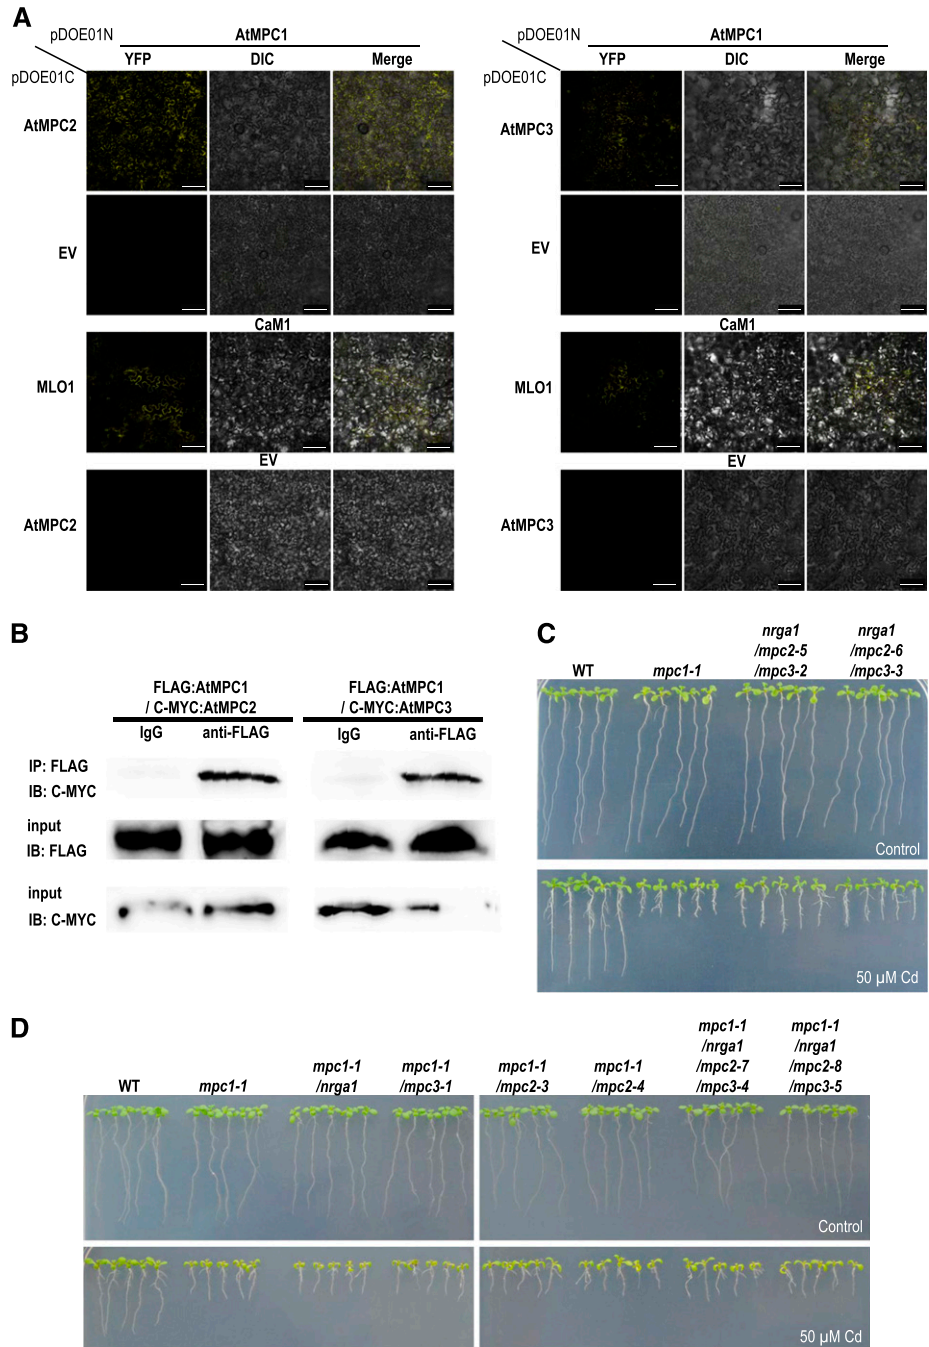 A
pDOE01N
AtMPC1
YFP DIC Merge
pDOE01C
AtMPC2
EV
CaM1
MLO1
EV
AtMPC2
pDOE01N
AtMPC1
YFP DIC Merge
pDOE01C
AtMPC3
EV
CaM1
MLO1
EV
AtMPC3
B
FLAG:AtMPC1
/ C-MYC:AtMPC2
FLAG:AtMPC1
/ C-MYC:AtMPC3
IgG anti-FLAG IgG anti-FLAG
IP: FLAG
IB: C-MYC
input
IB: FLAG
input
IB: C-MYC
C
WT
mpc1-1
nrga1
/mpc2-5
/mpc3-2
nrga1
/mpc2-6
/mpc3-3
Control
50 µM Cd
D
WT
mpc1-1
mpc1-1
/nrga1
mpc1-1
/mpc3-1
mpc1-1
/mpc2-3
mpc1-1
/mpc2-4
mpc1-1
/nrga1
/mpc2-7
/mpc3-4
mpc1-1
/nrga1
/mpc2-8
/mpc3-5
Control
50 µM Cd